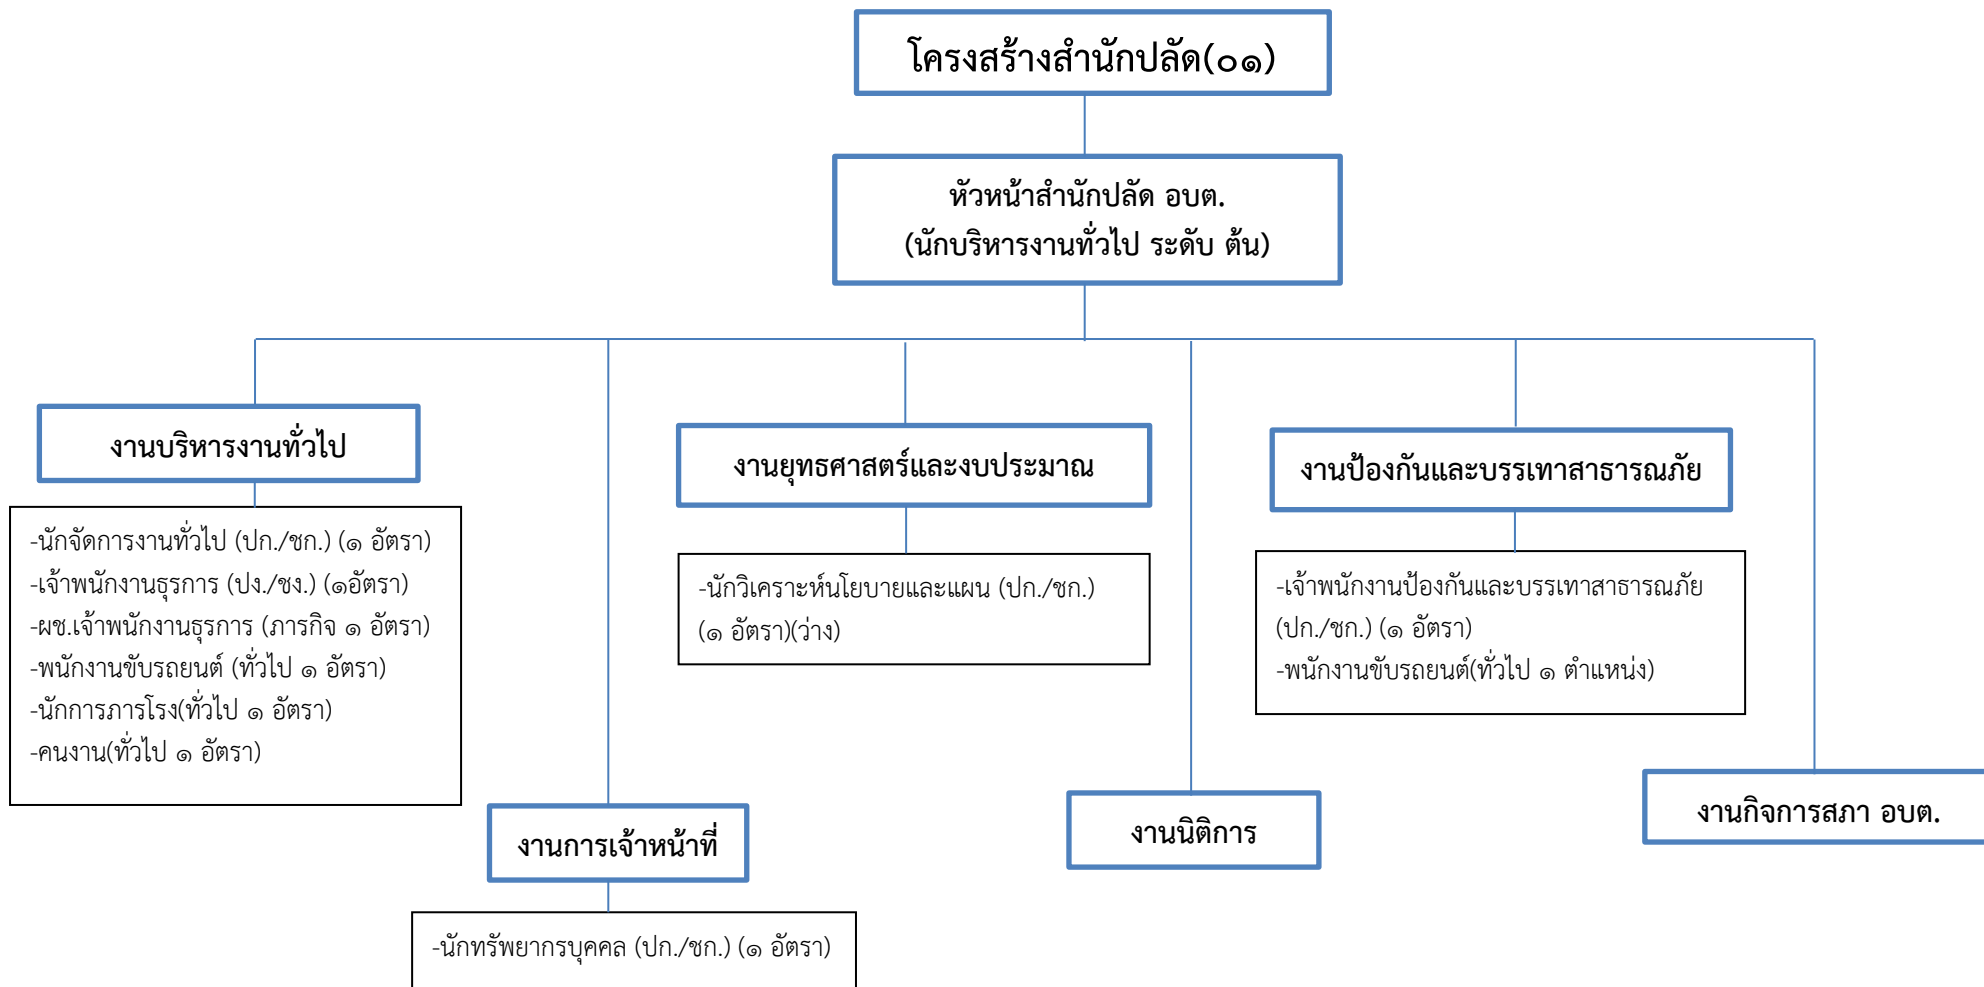 โครงสร้างสำนักปลัด(๐๑)
หัวหน้าสำนักปลัด อบต.
(นักบริหารงานทั่วไป ระดับ ต้น)
งานบริหารงานทั่วไป
-นักจัดการงานทั่วไป (ปก./ชก.) (๑ อัตรา)
-เจ้าพนักงานธุรการ (ปง./ชง.) (๑อัตรา)
-ผช.เจ้าพนักงานธุรการ (ภารกิจ ๑ อัตรา)
-พนักงานขับรถยนต์ (ทั่วไป ๑ อัตรา)
-นักการภารโรง(ทั่วไป ๑ อัตรา)
-คนงาน(ทั่วไป ๑ อัตรา)
งานการเจ้าหน้าที่
-นักทรัพยากรบุคคล (ปก./ชก.) (๑ อัตรา)
งานยุทธศาสตร์และงบประมาณ
-นักวิเคราะห์นโยบายและแผน (ปก./ชก.)
(๑ อัตรา)(ว่าง)
งานนิติการ
งานป้องกันและบรรเทาสาธารณภัย
-เจ้าพนักงานป้องกันและบรรเทาสาธารณภัย
(ปก./ชก.) (๑ อัตรา)
-พนักงานขับรถยนต์(ทั่วไป ๑ ตำแหน่ง)
งานกิจการสภา อบต.